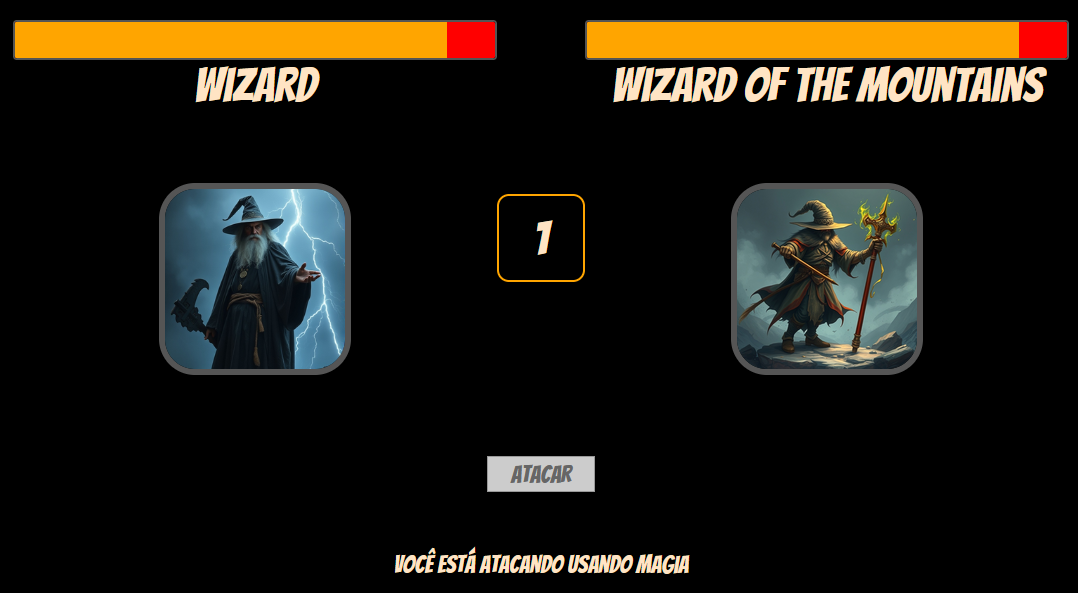 WIZARD
WIZARD OF THE MOUNTAINS
1
ATACAR
VOCÊ ESTÁ ATACANDO USANDO MAGIA